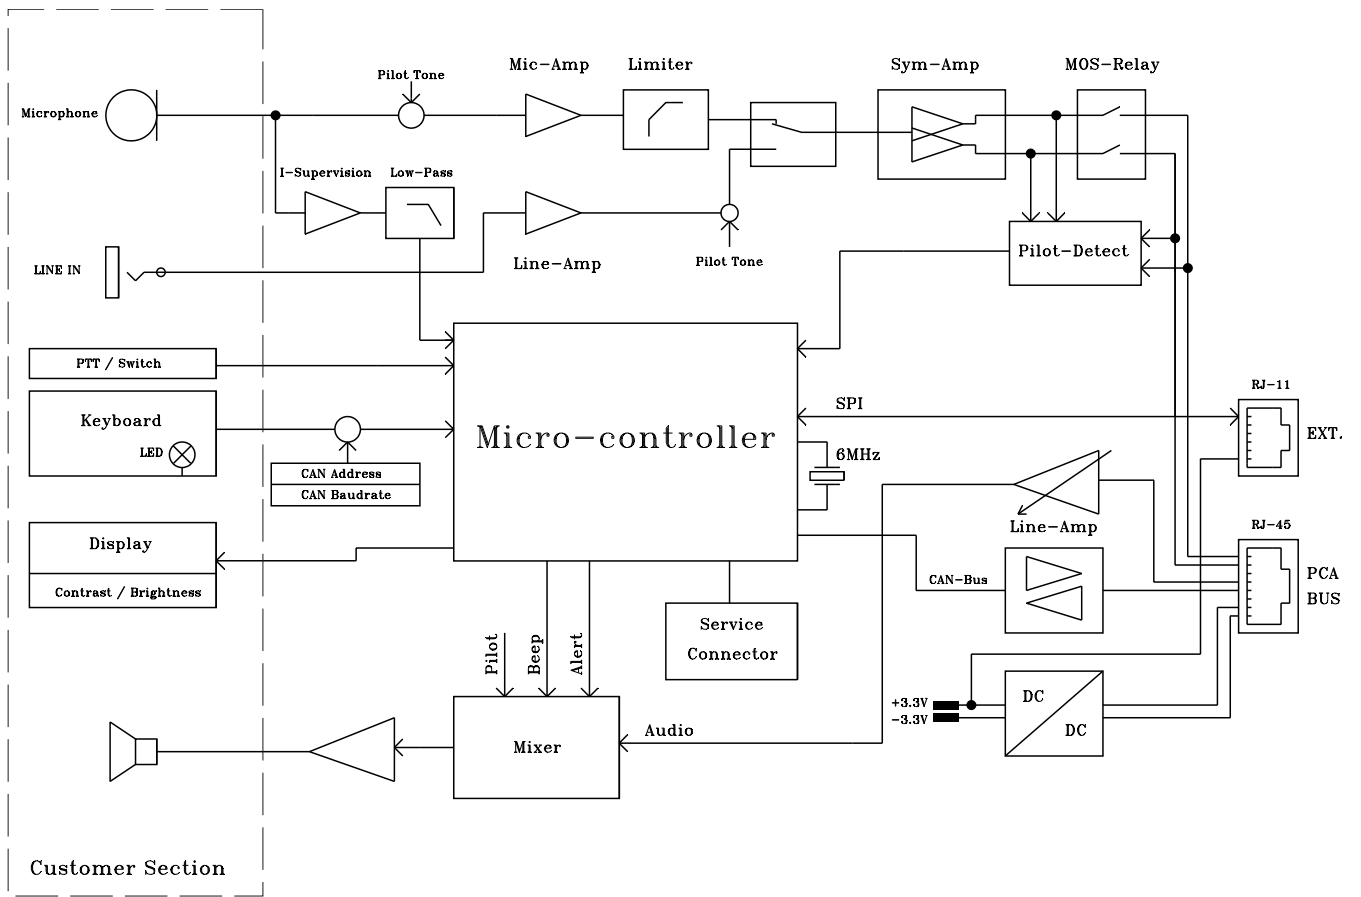 Mic-Amp
Limiter
Sym-Amp
MOS-Relay
Pilot Tone
Microphone
I-Supervision
Low-Pass
Pilot-Detect
Line-Amp
Pilot Tone
LINE IN
PTT / Switch
RJ-11
SPI
Keyboard
EXT.
Micro-controller
LED
6MHz
CAN Address
CAN Baudrate
RJ-45
Line-Amp
Display
PCA
BUS
CAN-Bus
Contrast / Brightness
Service
Connector
Pilot
Beep
Alert
DC
DC
+3.3V
-3.3V
Audio
Mixer
Customer Section